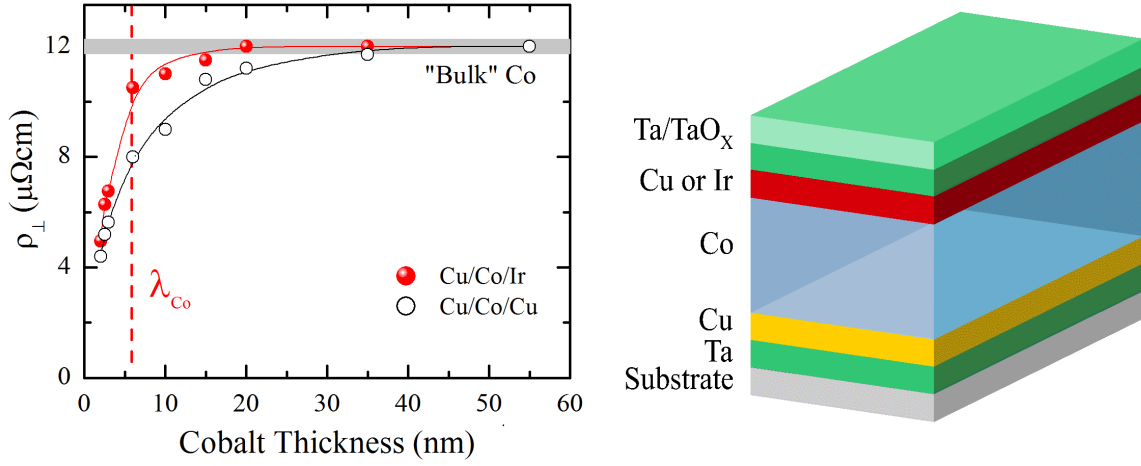 12
8
4
0
ρ⊥ (μΩcm)
"Bulk" Co
λCo
Cu/Co/Ir
Cu/Co/Cu
0 10 20 30 40 50 60
Cobalt Thickness (nm)
Ta/TaOX
Cu or Ir
Co
Cu
Ta
Substrate